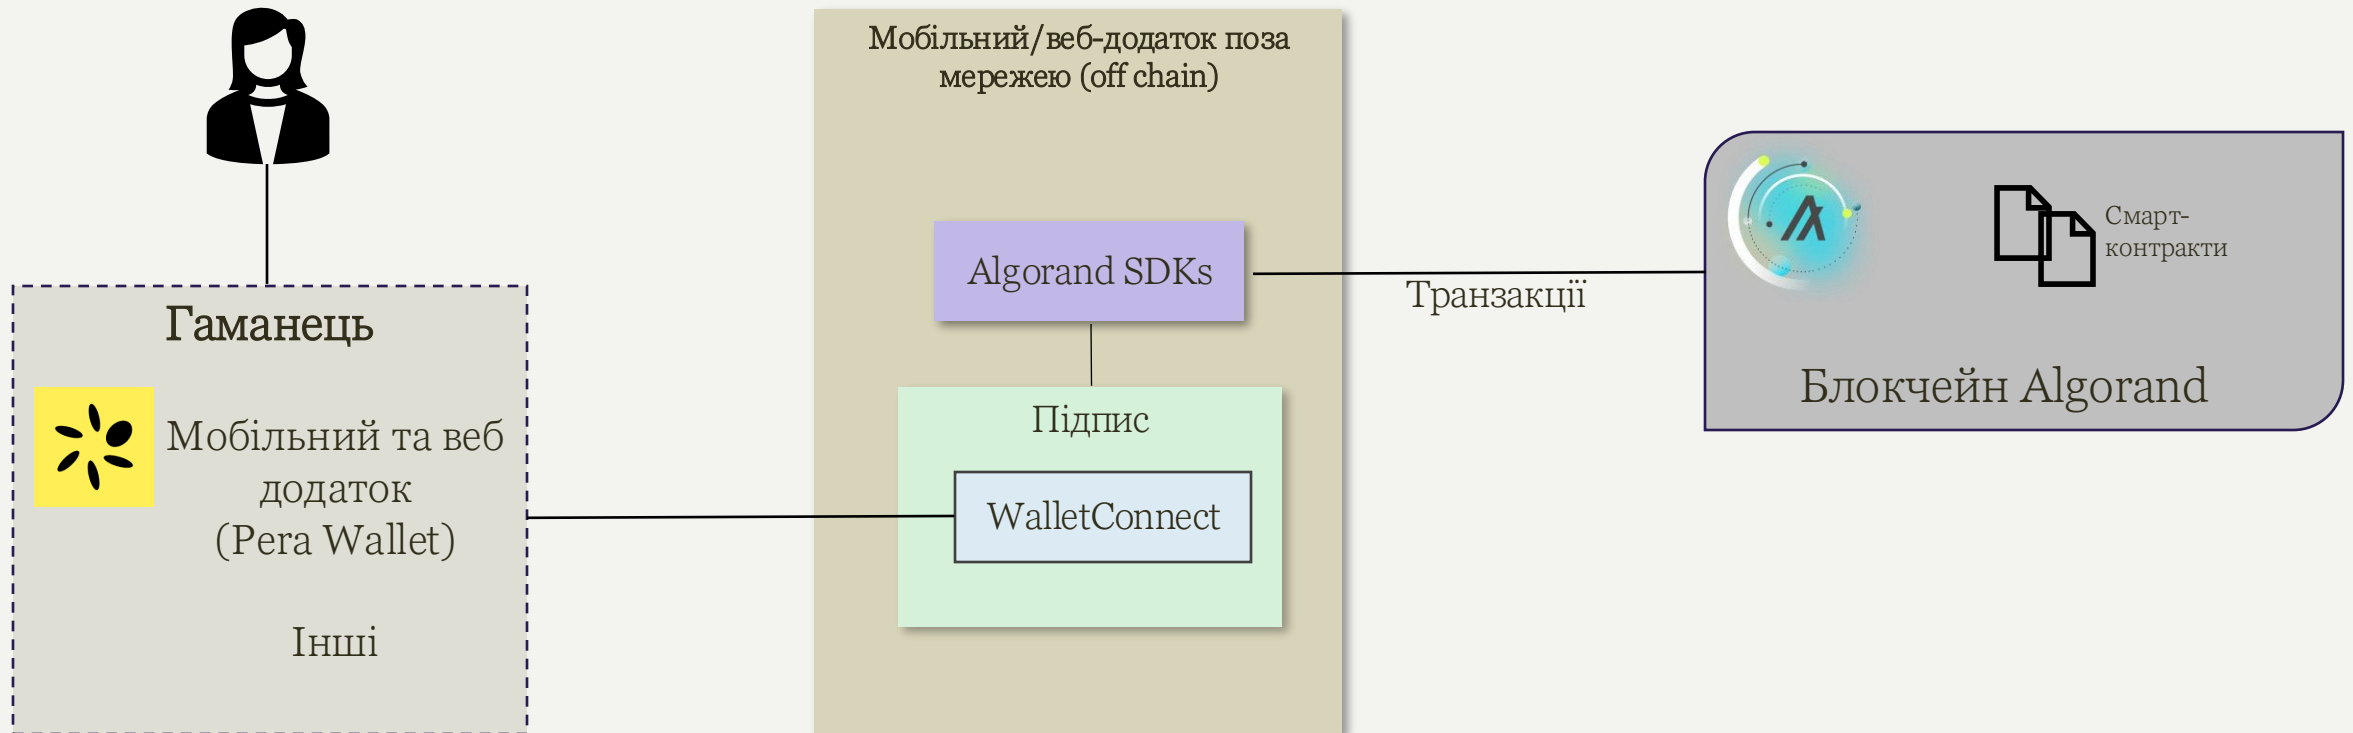 Мобільний/веб-додаток поза
мережею (off chain)
Гаманець
Мобільний та веб
додаток
(Pera Wallet)
Інші
Algorand SDKs
Підпис
WalletConnect
Транзакції
Смарт-
контракти
Блокчейн Algorand